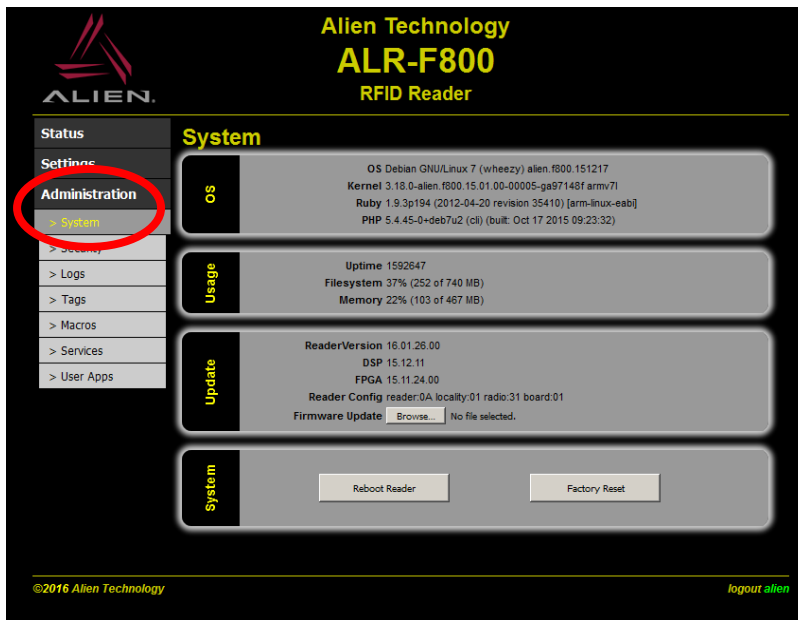 Alien Technology
ALR-F800
RFID Reader
ALIEN.
Status
Settings
Administration
> System
> Security
> Logs
> Tags
> Macros
> Services
> User Apps
System
OS
OS Debian GNU/Linux 7 (wheezy) alien.f800.151217
Kernel 3.18.0-alien.f800.15.01.00-00005-ga97148f armv7l
Ruby 1.9.3p194 (2012-04-20 revision 35410) [arm-linux-eabi]
PHP 5.4.45-0+deb7u2 (cli) (built: Oct 17 2015 09:23:32)
Usage
Uptime 1592647
Filesystem 37% (252 of 740 MB)
Memory 22% (103 of 467 MB)
Update
ReaderVersion 16.01.26.00
DSP 15.12.11
FPGA 15.11.24.00
Reader Config reader:0A locality:01 radio:31 board:01
Firmware Update Browse... No file selected.
System
Reboot Reader Factory Reset
©2016 Alien Technology
logout alien